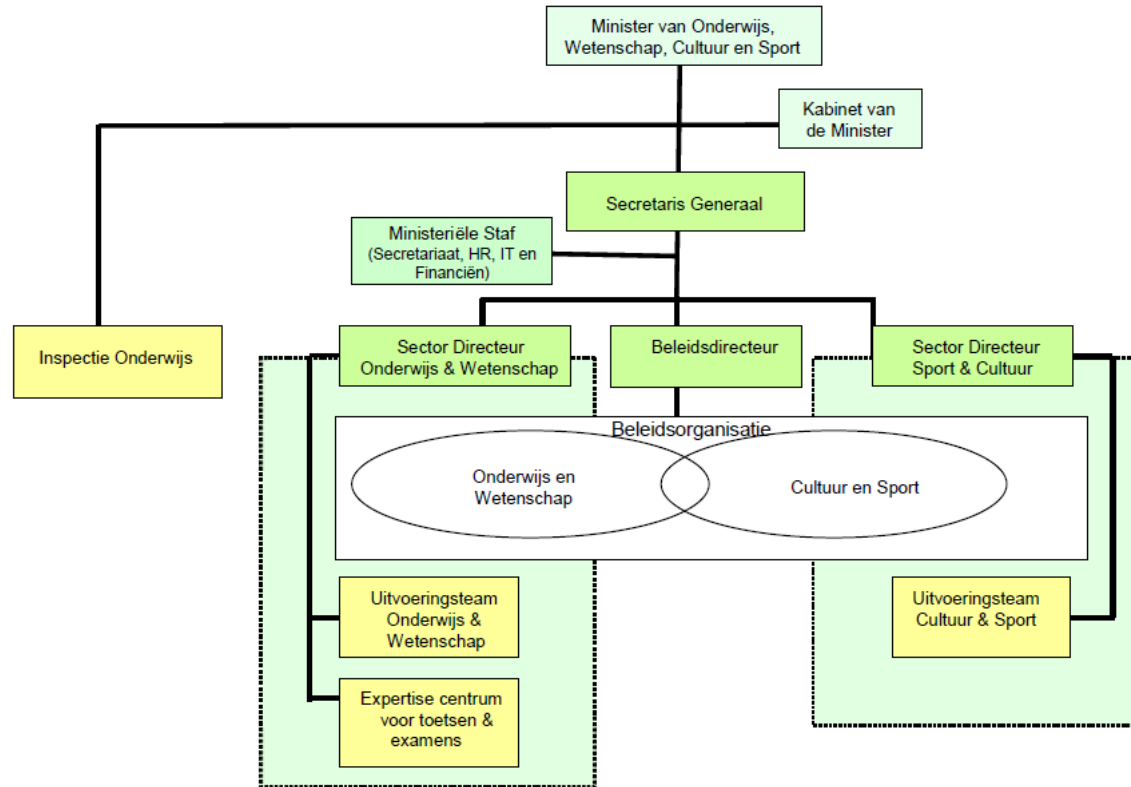 Minister van Onderwijs,
Wetenschap, Cultuur en Sport
Kabinet van
de Minister
Secretaris Generaal
Ministeriële Staf
(Secretariaat, HR, IT en
Financiën)
Inspectie Onderwijs
Sector Directeur
Onderwijs & Wetenschap
Beleidsdirecteur
Sector Directeur
Sport & Cultuur
Beleidsorganisatie
Onderwijs en
Wetenschap
Cultuur en Sport
Uitvoeringsteam
Onderwijs &
Wetenschap
Uitvoeringsteam
Cultuur & Sport
Expertise centrum
voor toetsen &
examens